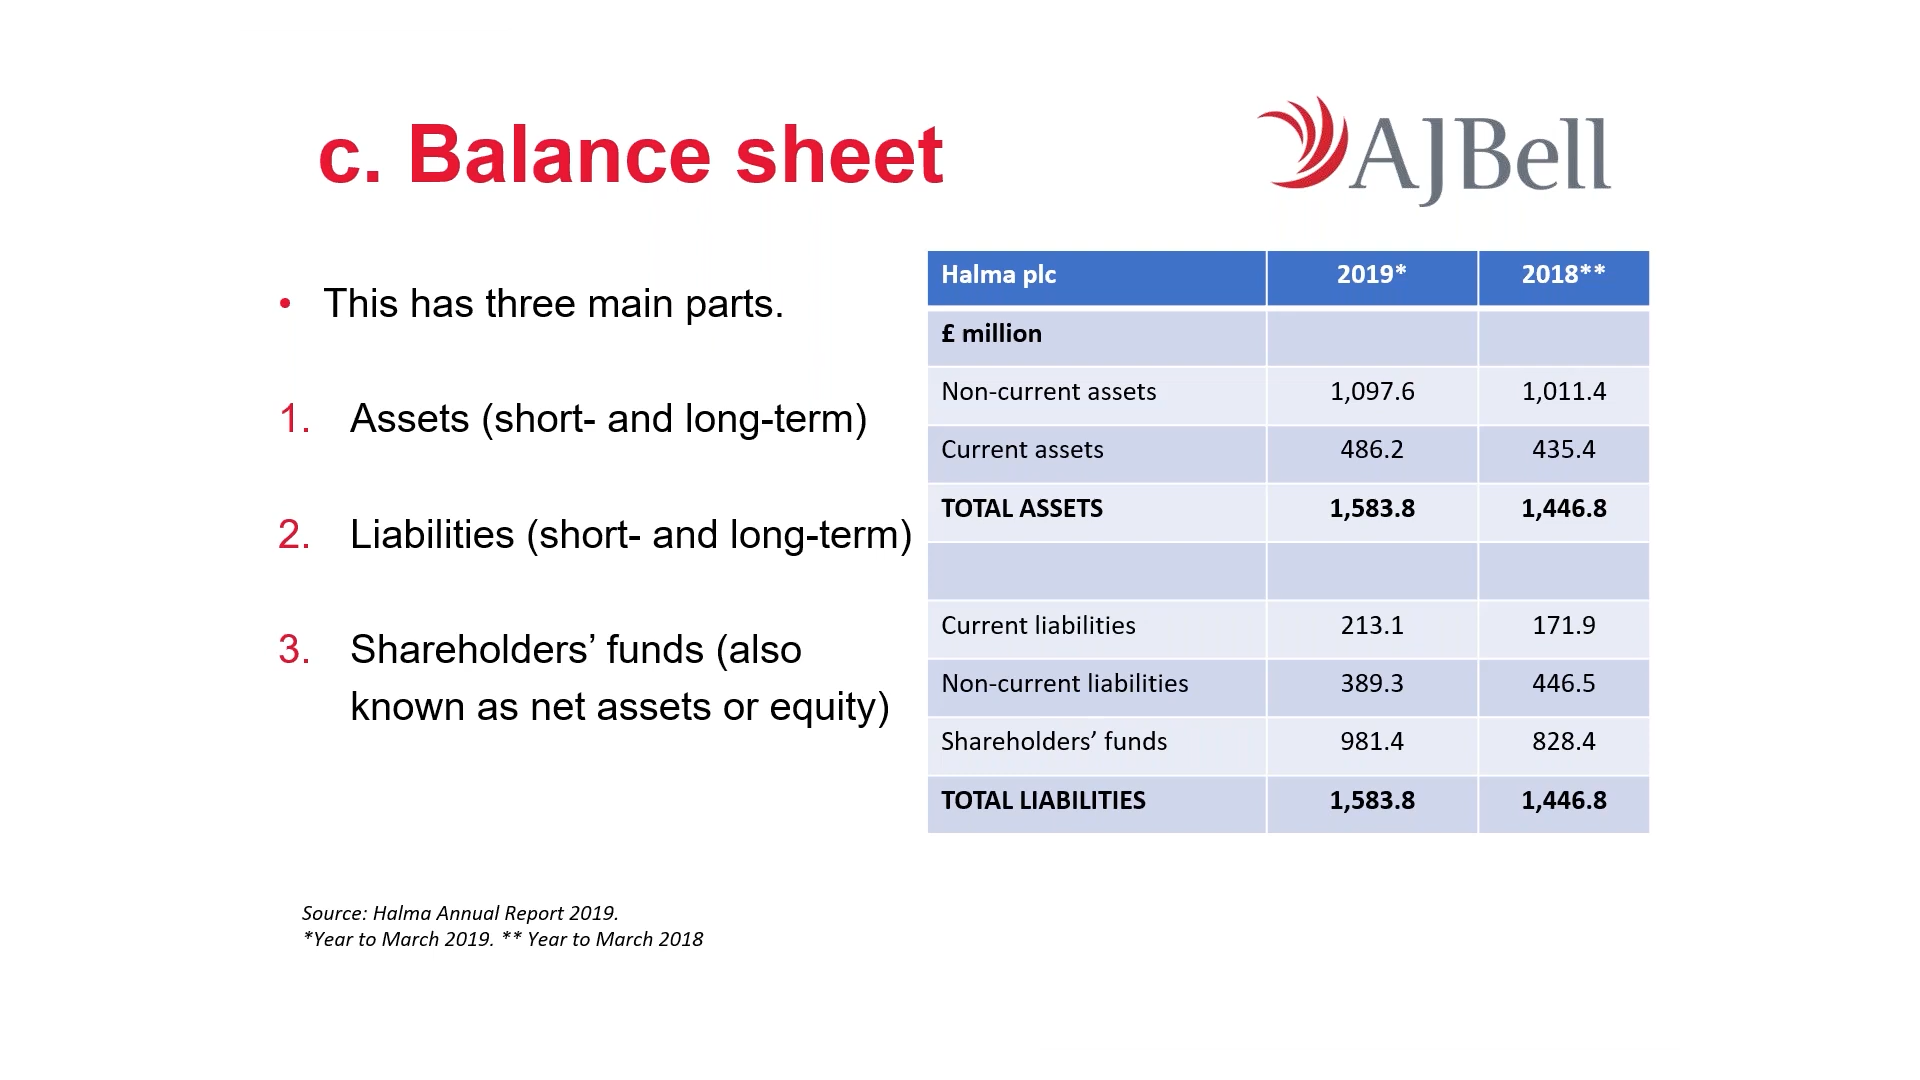 c. Balance sheet
AJBell
• This has three main parts.
1. Assets (short- and long-term)
2. Liabilities (short- and long-term)
3. Shareholders’ funds (also
known as net assets or equity)
Halma plc 2019* 2018**
£ million
Non-current assets 1,097.6 1,011.4
Current assets 486.2 435.4
TOTAL ASSETS 1,583.8 1,446.8
Current liabilities 213.1 171.9
Non-current liabilities 389.3 446.5
Shareholders’ funds 981.4 828.4
TOTAL LIABILITIES 1,583.8 1,446.8
Source: Halma Annual Report 2019.
*Year to March 2019. ** Year to March 2018